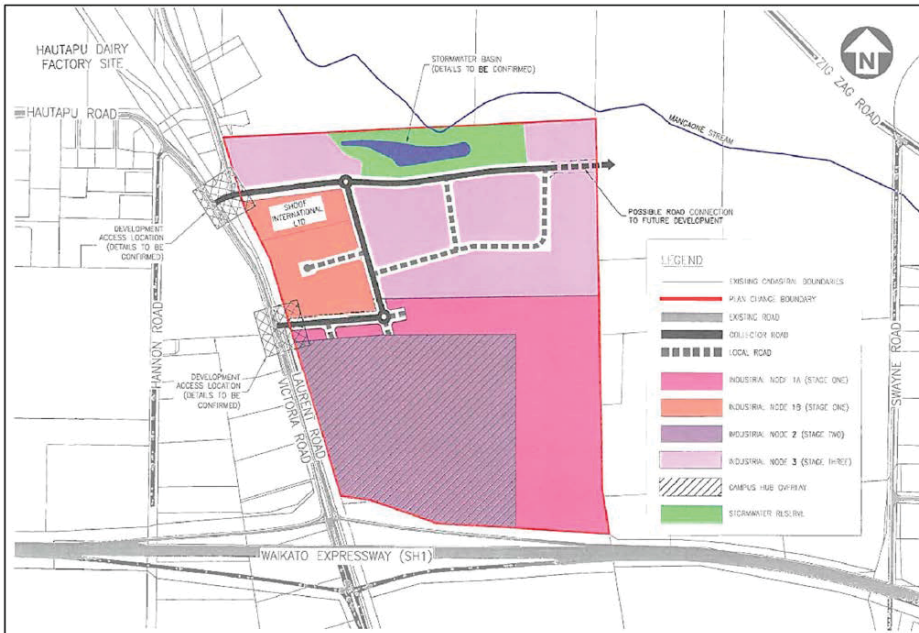 HAUTAPU DAIRY
FACTORY SITE
HAUTAPU ROAD
STORMWATER BASIN
(DETAILS TO BE CONFIRMED)
N
ZIG ZAG ROAD
MANGAONE STREAM
SHOOF
INTERNATIONAL
LTD
DEVELOPMENT
ACCESS LOCATION
(DETAILS TO BE
CONFIRMED)
POSSIBLE ROAD CONNECTION
TO FUTURE DEVELOPMENT
HANNON ROAD
DEVELOPMENT
ACCESS LOCATION
(DETAILS TO BE
CONFIRMED)
LAURENT ROAD
VICTORIA ROAD
SWAYNE ROAD
LEGEND
EXISTING CADASTRAL BOUNDARIES
PLAN CHANGE BOUNDARY
EXISTING ROAD
COLLECTOR ROAD
LOCAL ROAD
INDUSTRIAL NODE 1A (STAGE ONE)
INDUSTRIAL NODE 1B (STAGE ONE)
INDUSTRIAL NODE 2 (STAGE TWO)
INDUSTRIAL NODE 3 (STAGE THREE)
CAMPUS HUB OVERLAY
STORMWATER RESERVE
WAIKATO EXPRESSWAY (SH1)